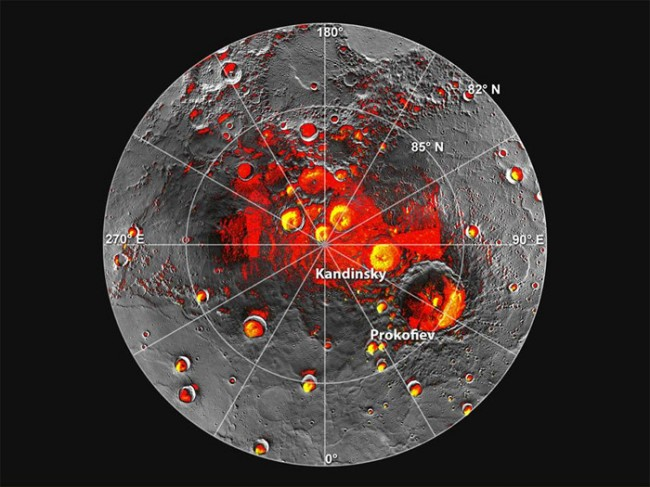 180°
82° N
85° N
270° E
90° E
Kandinsky
Prokofiev
0°